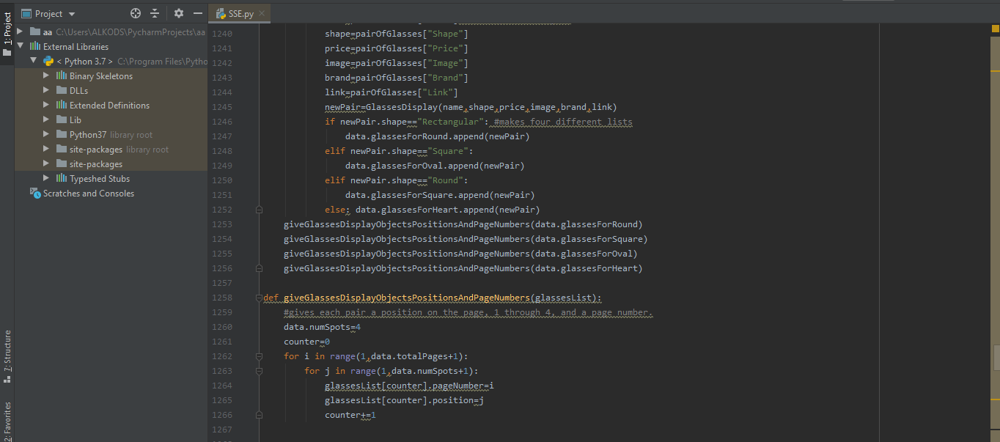 Project
SSE.py
1: Project
aa C:\Users\ALKODS\PycharmProjects\aa
External Libraries
< Python 3.7 > C:\Program Files\Pytho
Binary Skeletons
DLLs
Extended Definitions
Lib
Python37 library root
site-packages library root
site-packages
Typeshed Stubs
Scratches and Consoles
7: Structure
2: Favorites
1240 shape=pairOfGlasses["Shape"]
1241 price=pairOfGlasses["Price"]
1242 image=pairOfGlasses["Image"]
1243 brand=pairOfGlasses["Brand"]
1244 link=pairOfGlasses["Link"]
1245 newPair=GlassesDisplay(name,shape,price,image,brand,link)
1246 if newPair.shape=="Rectangular": #makes four different lists
1247 data.glassesForRound.append(newPair)
1248 elif newPair.shape=="Square":
1249 data.glassesForOval.append(newPair)
1250 elif newPair.shape=="Round":
1251 data.glassesForSquare.append(newPair)
1252 else: data.glassesForHeart.append(newPair)
1253 giveGlassesDisplayObjectsPositionsAndPageNumbers(data.glassesForRound)
1254 giveGlassesDisplayObjectsPositionsAndPageNumbers(data.glassesForSquare)
1255 giveGlassesDisplayObjectsPositionsAndPageNumbers(data.glassesForOval)
1256 giveGlassesDisplayObjectsPositionsAndPageNumbers(data.glassesForHeart)
1257
1258 def giveGlassesDisplayObjectsPositionsAndPageNumbers(glassesList):
1259 #gives each pair a position on the page, 1 through 4, and a page number.
1260 data.numSpots=4
1261 counter=0
1262 for i in range(1,data.totalPages+1):
1263 for j in range(1,data.numSpots+1):
1264 glassesList[counter].pageNumber=i
1265 glassesList[counter].position=j
1266 counter+=1
1267